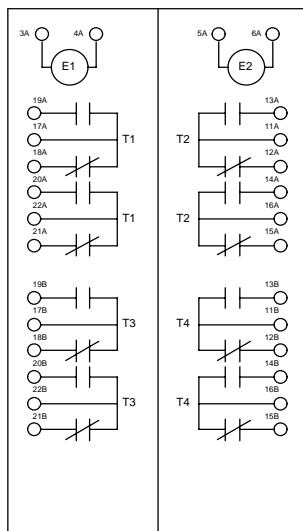 3A 4A 5A 6A
E1 E2
19A 13A
17A T1 T2 11A
18A 12A
20A 14A
22A T1 T2 16A
21A 15A
19B 13B
17B T3 T4 11B
18B 12B
20B 14B
22B T3 T4 16B
21B 15B